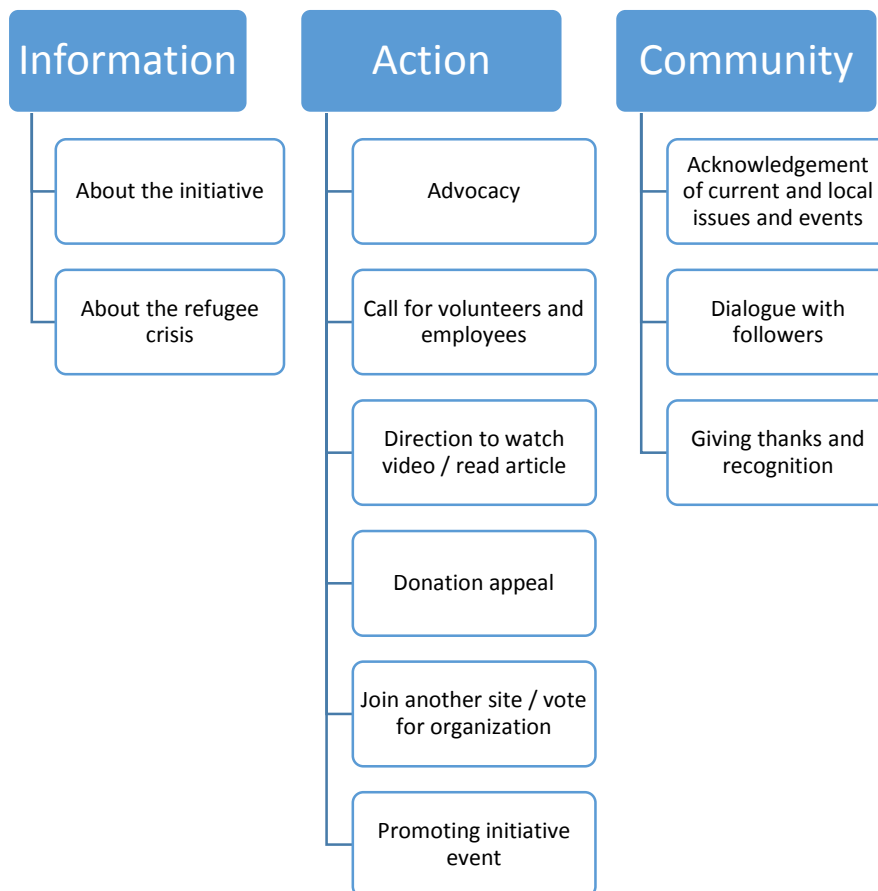 Information
About the initiative
About the refugee
crisis
Action
Advocacy
Call for volunteers and
employees
Direction to watch
video / read article
Donation appeal
Join another site / vote
for organization
Promoting initiative
event
Community
Acknowledgement
of current and local
issues and events
Dialogue with
followers
Giving thanks and
recognition